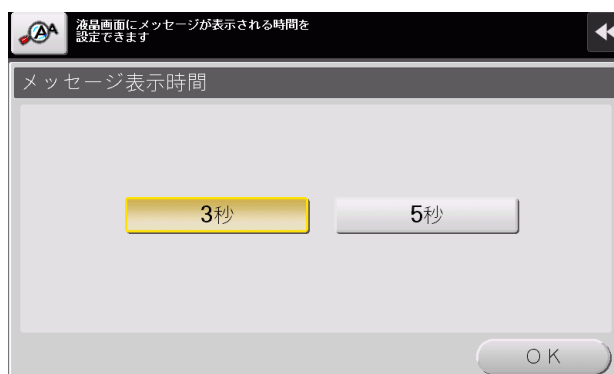 液晶画面にメッセージが表示される時間を
設定できます
メッセージ表示時間
3秒
5秒
OK